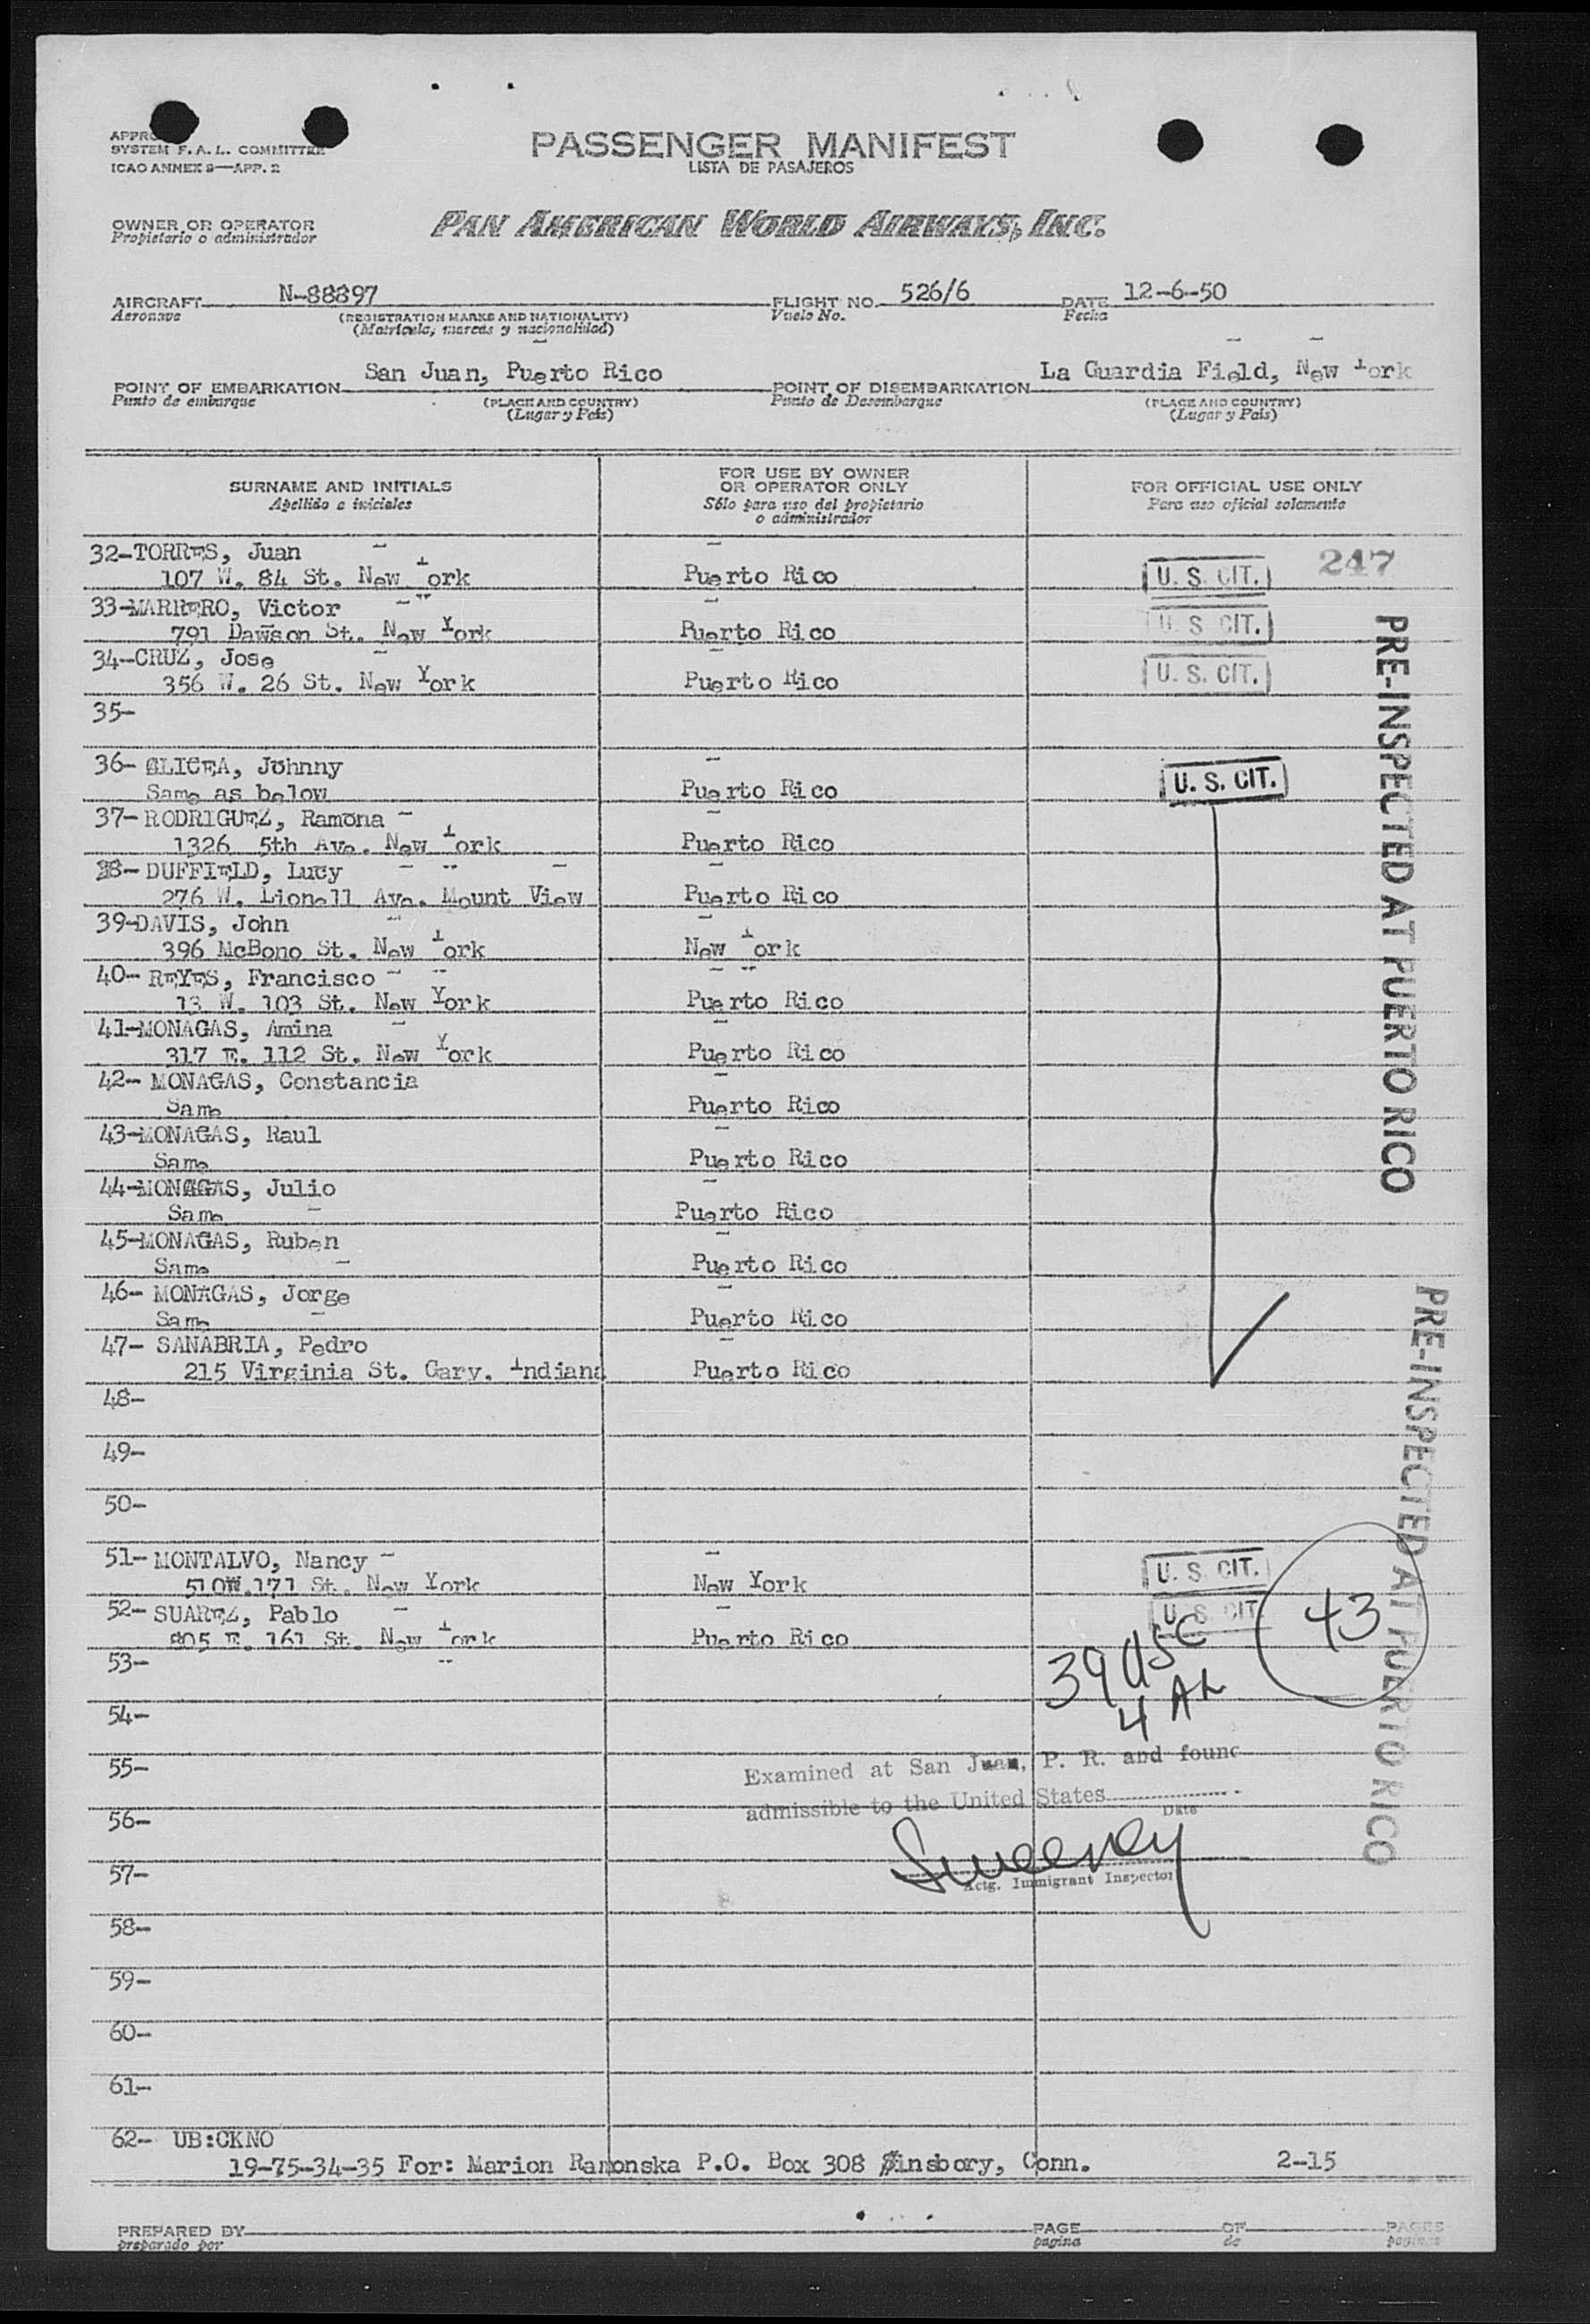 SYSTEM F. A. L. COMMITTEE
ICAO ANNEX 9—APP. 2
PASSENGER MANIFEST
LISTA DE PASAJEROS
OWNER OR OPERATOR
Propietario o administrador
PAN AMERICAN WORLD AIRWAYS, INC.
AIRCRAFT N-88897 FLIGHT NO. 526/6 DATE 12-6-50
Aeronave (REGISTRATION MARKS AND NATIONALITY) Vuelo No. Fecha
(Matricula, marcas y nacionalidad)
POINT OF EMBARKATION San Juan, Puerto Rico POINT OF DISEMBARKATION La Guardia Field, New York
Punto de embarque (PLACE AND COUNTRY) Punto de Desembarque (PLACE AND COUNTRY)
(Lugar y País) (Lugar y País)
SURNAME AND INITIALS FOR USE BY OWNER OR OPERATOR ONLY FOR OFFICIAL USE ONLY
Apellido e iniciales Sólo para uso del propietario o administrador Para uso oficial solamente
32-TORRES, Juan 247
107 W. 84 St. New York Puerto Rico U. S. CIT.
33-MARRERO, Victor
791 Dawson St. New York Puerto Rico U. S. CIT.
34-CRUZ, Jose
356 W. 26 St. New York Puerto Rico U. S. CIT.
35-
36- ALICEA, Johnny
Same as below Puerto Rico U. S. CIT.
37- RODRIGUEZ, Ramona
1326 5th Ave. New York Puerto Rico
38- DUFFIELD, Lucy
276 W. Lionell Ave. Mount View Puerto Rico
39-DAVIS, John
396 McBono St. New York New York
40- REYES, Francisco
13 W. 103 St. New York Puerto Rico
41-MONAGAS, Amina
317 E. 112 St. New York Puerto Rico
42- MONAGAS, Constancia
Same Puerto Rico
43-MONAGAS, Raul
Same Puerto Rico
44-MONAGAS, Julio
Same Puerto Rico
45-MONAGAS, Ruben
Same Puerto Rico
46- MONAGAS, Jorge
Same Puerto Rico
47- SANABRIA, Pedro
215 Virginia St. Gary, Indiana Puerto Rico
48-
49-
50-
51- MONTALVO, Nancy
510W.171 St. New York New York U. S. CIT.
52- SUAREZ, Pablo U. S. CIT.
805 E. 161 St. New York Puerto Rico
43
53- 39 USC
54- 4 AL
55- Examined at San Juan, P. R. and found
56- admissible to the United States
Date
57- Sweeney
Actg. Immigrant Inspector
58-
59-
60-
61-
62- UB:CKNO
19-75-34-35 For: Marion Ramonska P.O. Box 308 Sinsbory, Conn. 2-15
PREPARED BY PAGE OF PAGES
preparado por pagina de paginas
PRE-INSPECTED AT PUERTO RICO
PRE-INSPECTED AT PUERTO RICO